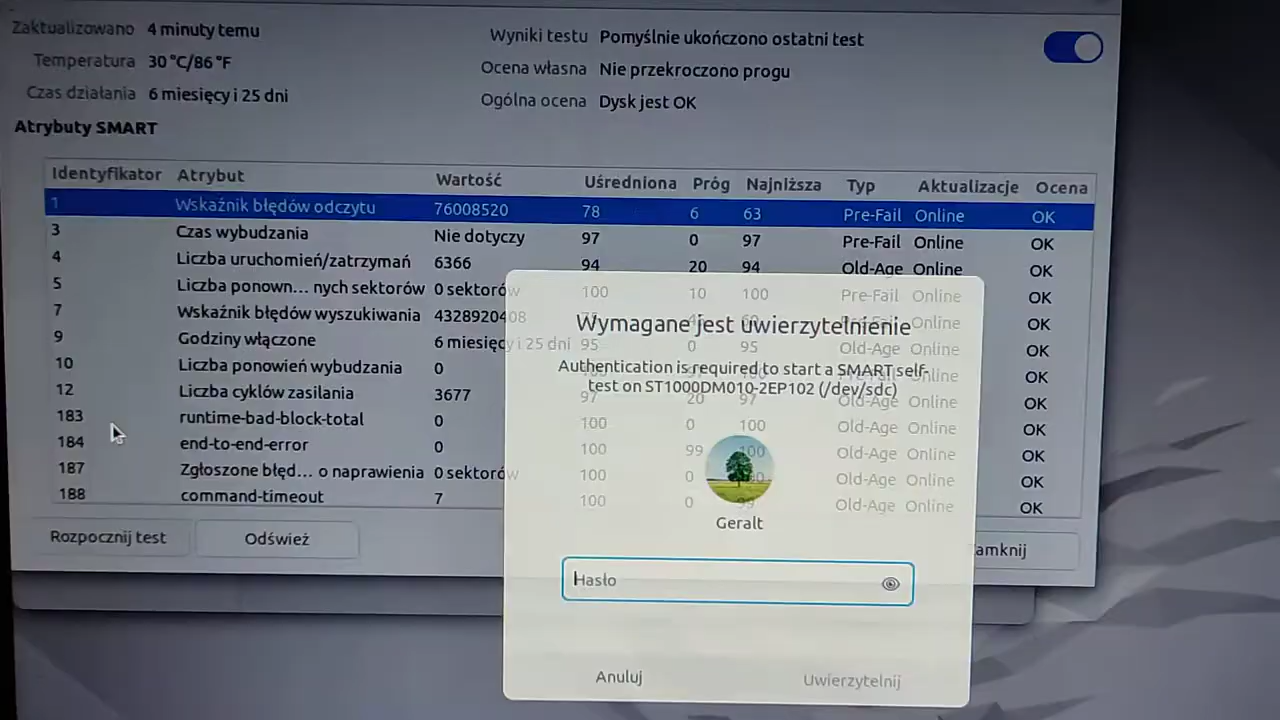 Zaktualizowano 4 minuty temu
Wyniki testu Pomyślnie ukończono ostatni test
Temperatura 30 °C/86 °F
Ocena własna Nie przekroczono progu
Czas działania 6 miesięcy i 25 dni
Ogólna ocena Dysk jest OK
Atrybuty SMART
Identyfikator Atrybut Wartość Uśredniona Próg Najniższa Typ Aktualizacje Ocena
1 Wskaźnik błędów odczytu 76008520 78 6 63 Pre-Fail Online OK
3 Czas wybudzania Nie dotyczy 97 0 97 Pre-Fail Online OK
4 Liczba uruchomień/zatrzymań 6366 94 20 94 Old-Age Online OK
5 Liczba ponown... nych sektorów 0 sektorów 100 10 100 Pre-Fail Online OK
7 Wskaźnik błędów wyszukiwania 4328920408 Online OK
9 Godziny włączone 6 miesięcy i 25 dni 95 0 95 Old-Age Online OK
10 Liczba ponowień wybudzania 0 Online OK
12 Liczba cyklów zasilania 3677 97 20 97 Old-Age Online OK
183 runtime-bad-block-total 0 100 0 100 Old-Age Online OK
184 end-to-end-error 0 100 99 100 Old-Age Online OK
187 Zgłoszone błęd... o naprawienia 0 sektorów 100 0 Old-Age Online OK
188 command-timeout 7 100 0 99 Old-Age Online OK
Wymagane jest uwierzytelnienie
Authentication is required to start a SMART self-
test on ST1000DM010-2EP102 (/dev/sdc)
Geralt
Hasło
Anuluj Uwierzytelnij
Rozpocznij test Odśwież amknij